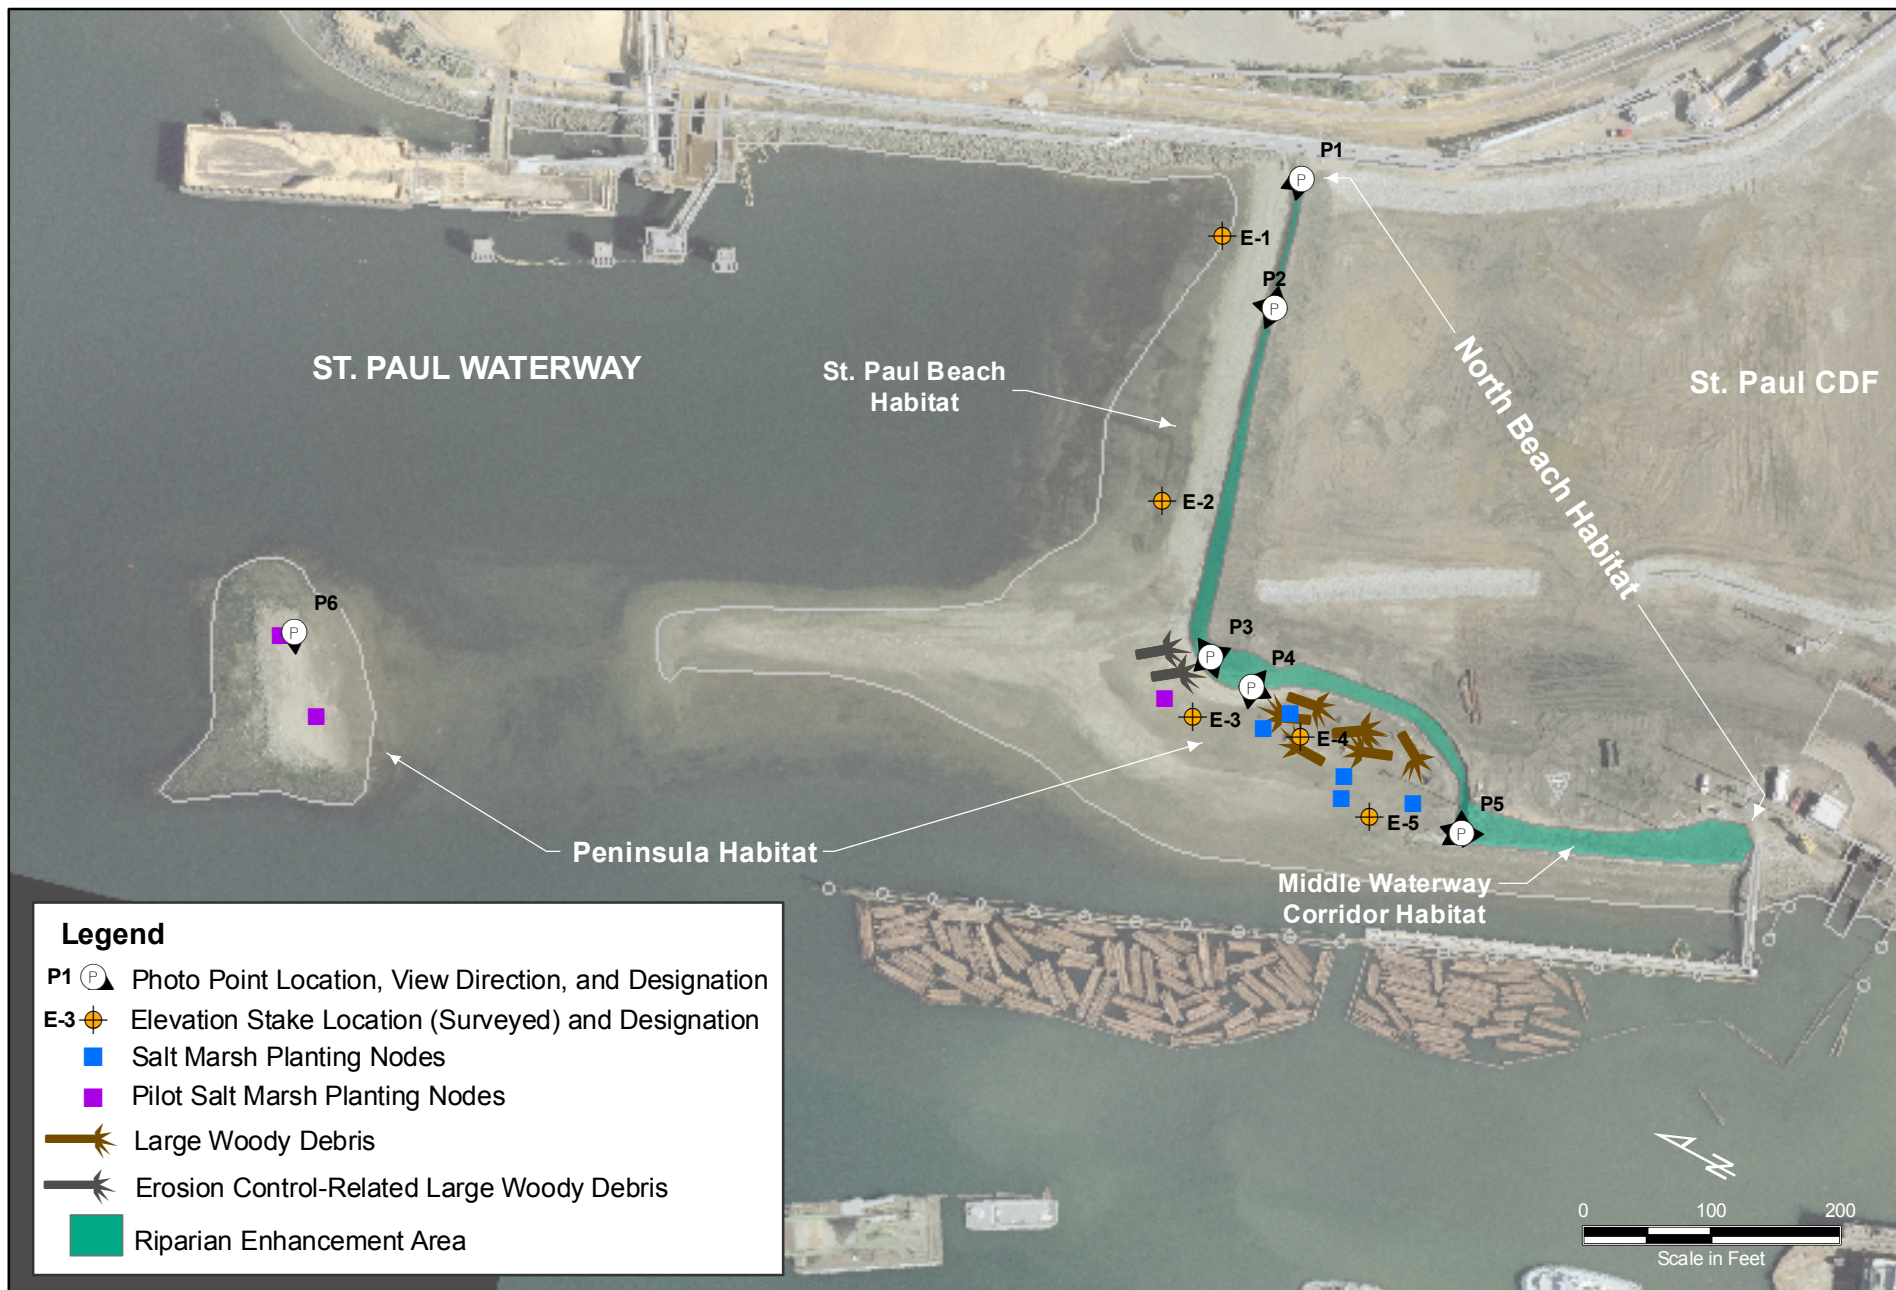 P1
P
E-1
P2
P
ST. PAUL WATERWAY
St. Paul Beach
Habitat
North Beach Habitat
St. Paul CDF
E-2
P6
P
P3
P
P4
P
E-3
E-4
E-5
P5
P
Peninsula Habitat
Middle Waterway
Corridor Habitat
Legend
P1 P Photo Point Location, View Direction, and Designation
E-3 Elevation Stake Location (Surveyed) and Designation
Salt Marsh Planting Nodes
Pilot Salt Marsh Planting Nodes
Large Woody Debris
Erosion Control-Related Large Woody Debris
Riparian Enhancement Area
N
0 100 200
Scale in Feet